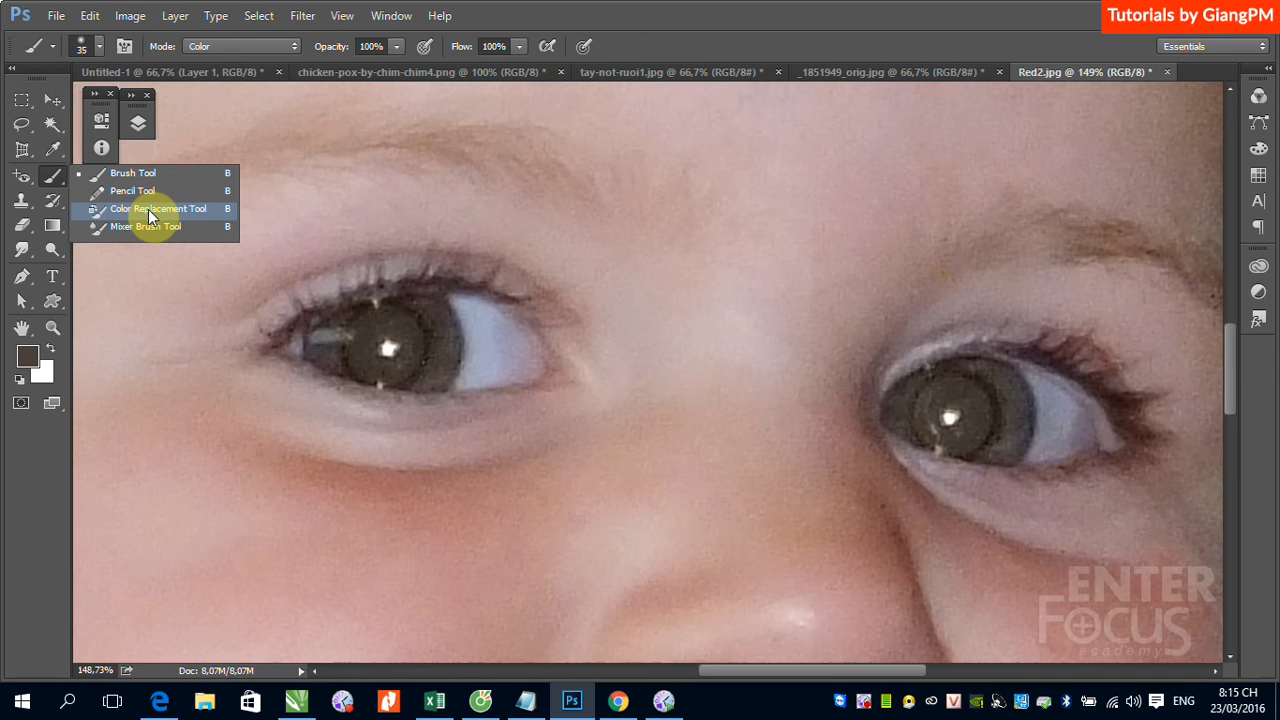 Tutorials by GiangPM
Ps File Edit Image Layer Type Select Filter View Window Help
35 Mode: Color Opacity: 100% Flow: 100% Essentials
Untitled-1 @ 66,7% (Layer 1, RGB/8) * × chicken-pox-by-chim-chim4.png @ 100% (RGB/8) * × tay-not-ruoi1.jpg @ 66,7% (RGB/8#) * × _1851949_orig.jpg @ 66,7% (RGB/8#) * × Red2.jpg @ 149% (RGB/8) * ×
Brush Tool B
Pencil Tool B
Color Replacement Tool B
Mixer Brush Tool B
ENTER
FOCUS
academy
148,73% Doc: 8,07M/8,07M
ENG 8:15 CH
23/03/2016